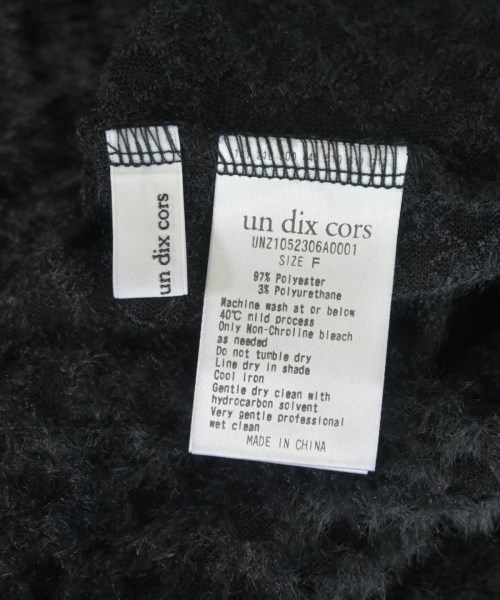 un dix cors
un dix cors
UNZ1052306A0001
SIZE F
97% Polyester
3% Polyurethane
Machine wash at or below
40℃ mild process
Only Non-Chroline bleach
as needed
Do not tumble dry
Line dry in shade
Cool iron
Gentle dry clean with
hydrocarbon solvent
Very gentle professional
wet clean
MADE IN CHINA